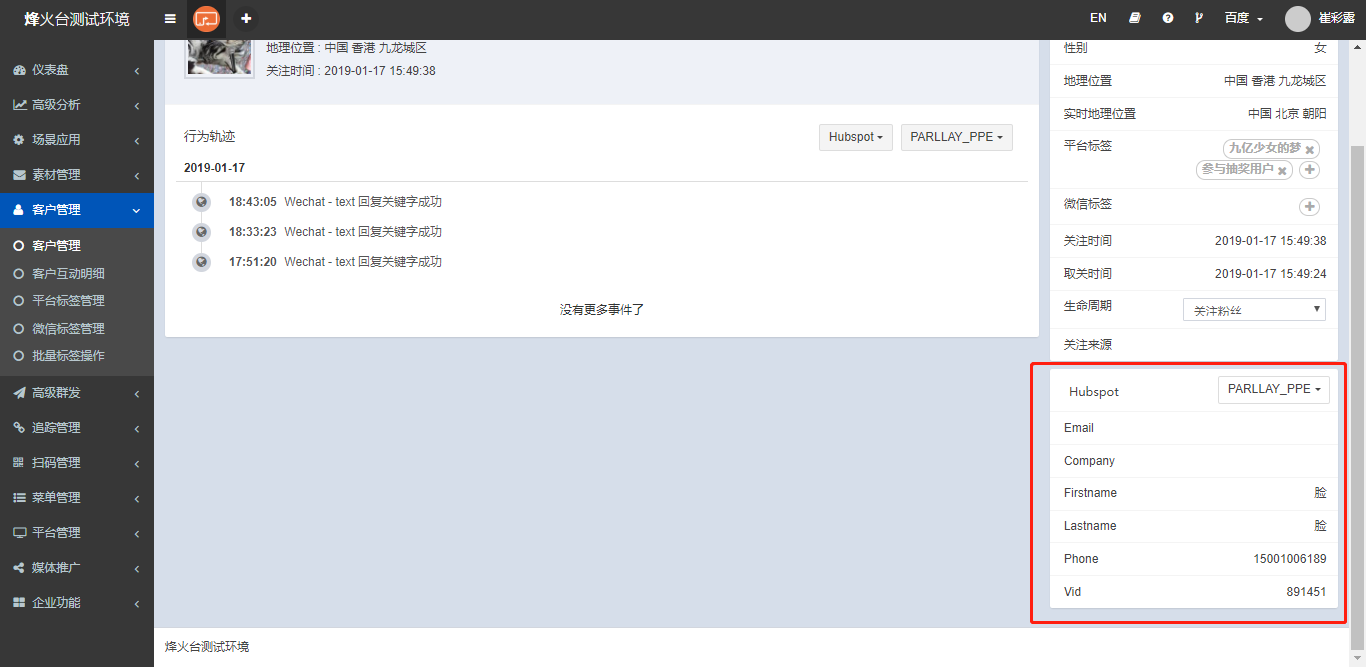 烽火台测试环境
EN
百度
崔彩露
仪表盘
高级分析
场景应用
素材管理
客户管理
客户管理
客户互动明细
平台标签管理
微信标签管理
批量标签操作
高级群发
追踪管理
扫码管理
菜单管理
平台管理
媒体推广
企业功能
地理位置 : 中国 香港 九龙城区
关注时间 : 2019-01-17 15:49:38
行为轨迹
Hubspot
PARLLAY_PPE
2019-01-17
18:43:05 Wechat - text 回复关键字成功
18:33:23 Wechat - text 回复关键字成功
17:51:20 Wechat - text 回复关键字成功
没有更多事件了
性别 女
地理位置 中国 香港 九龙城区
实时地理位置 中国 北京 朝阳
平台标签 九亿少女的梦
参与抽奖用户
微信标签
关注时间 2019-01-17 15:49:38
取关时间 2019-01-17 15:49:24
生命周期 关注粉丝
关注来源
Hubspot PARLLAY_PPE
Email
Company
Firstname 脸
Lastname 脸
Phone 15001006189
Vid 891451
烽火台测试环境